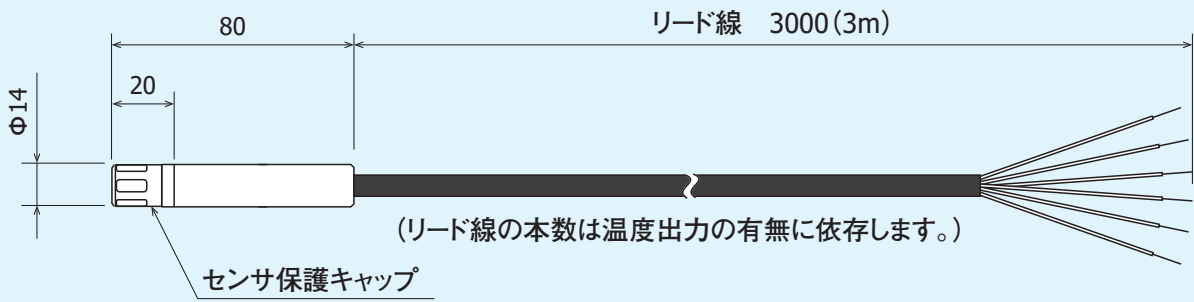 80
リード線　3000(3m)
20
Φ14
(リード線の本数は温度出力の有無に依存します。)
センサ保護キャップ